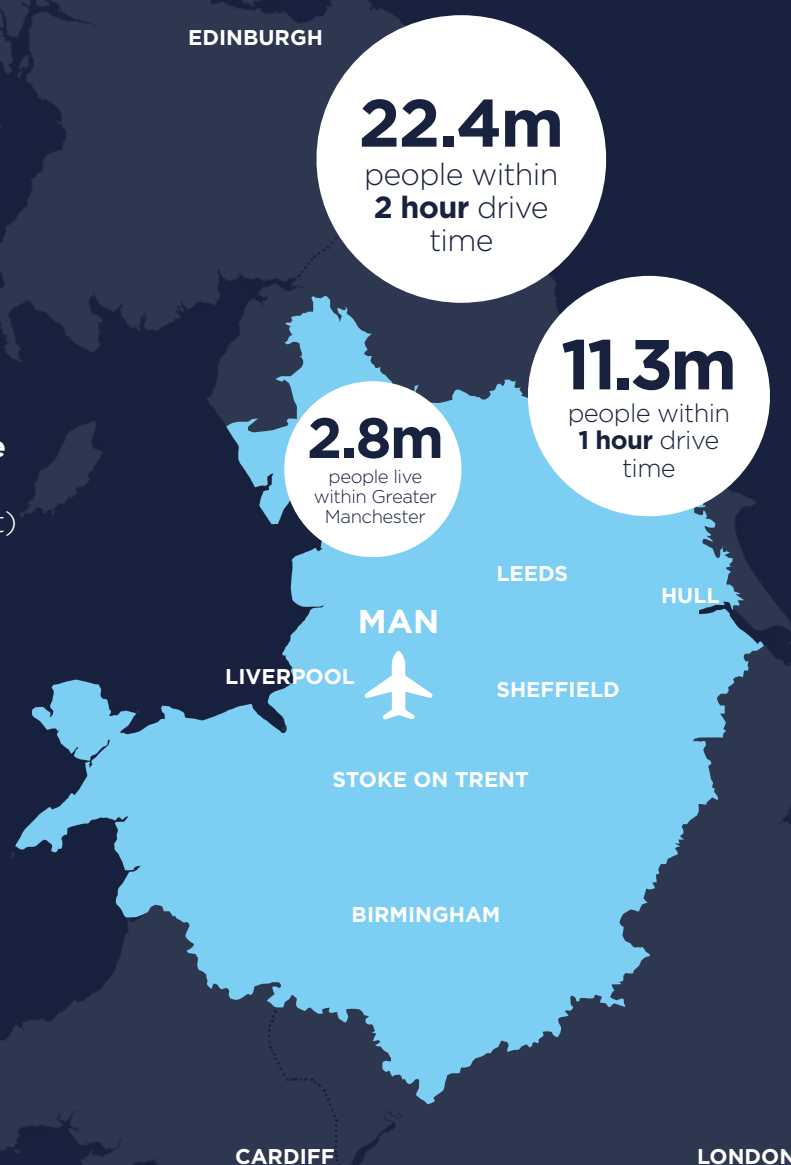 EDINBURGH
22.4m
people within
2 hour drive
time
11.3m
people within
1 hour drive
time
2.8m
people live
within Greater
Manchester
LEEDS
HULL
MAN
LIVERPOOL
SHEFFIELD
STOKE ON TRENT
BIRMINGHAM
CARDIFF
LONDON